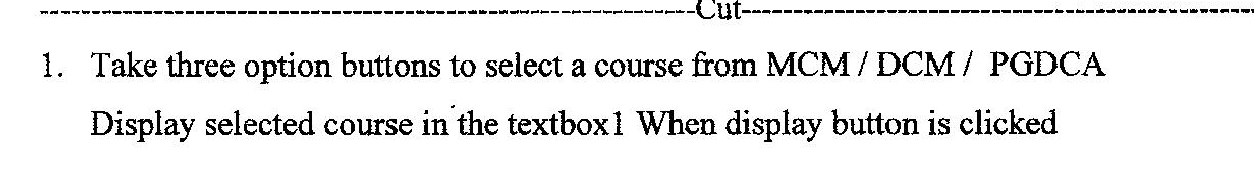 Cut
1. Take three option buttons to select a course from MCM / DCM / PGDCA
Display selected course in the textbox1 When display button is clicked